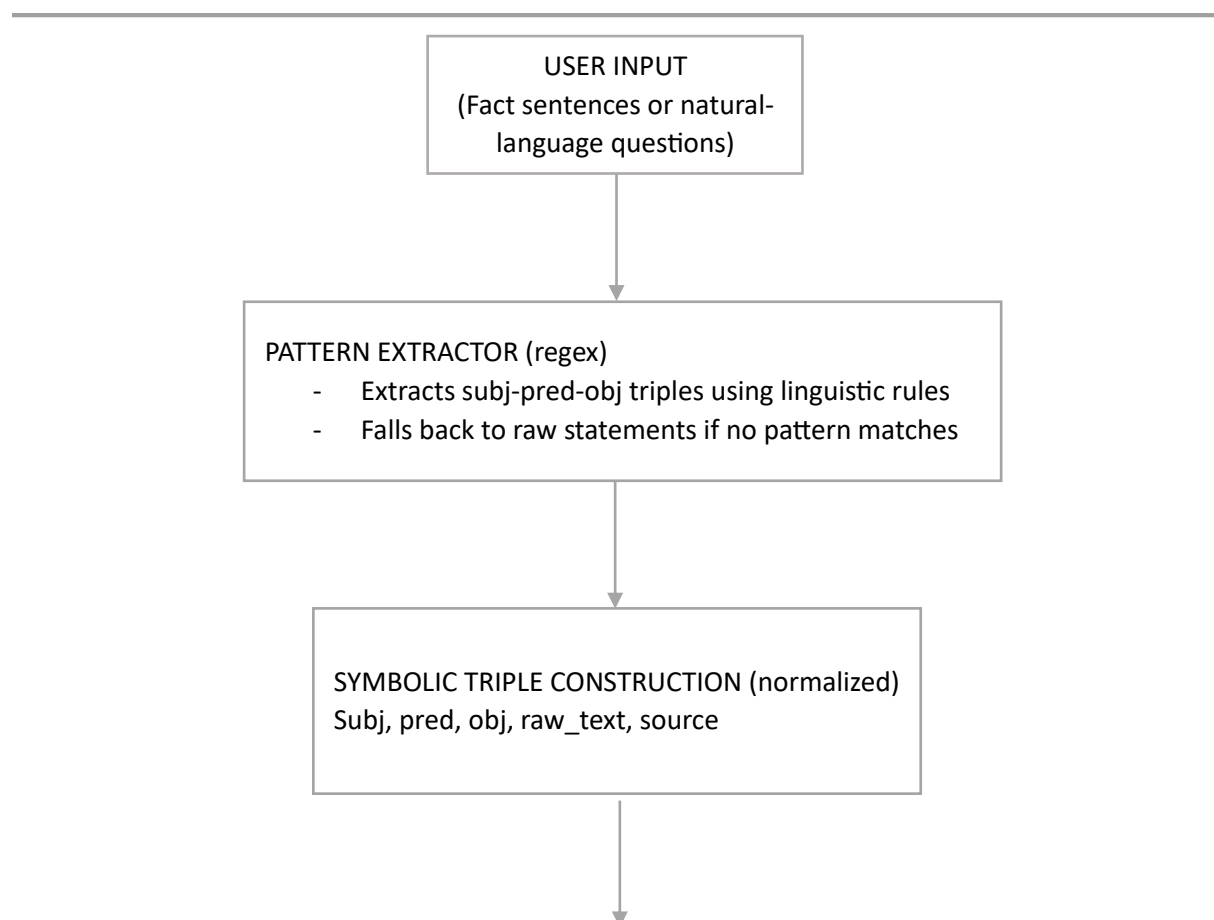 USER INPUT
(Fact sentences or natural-
language questions)
PATTERN EXTRACTOR (regex)
- Extracts subj-pred-obj triples using linguistic rules
- Falls back to raw statements if no pattern matches
SYMBOLIC TRIPLE CONSTRUCTION (normalized)
Subj, pred, obj, raw_text, source